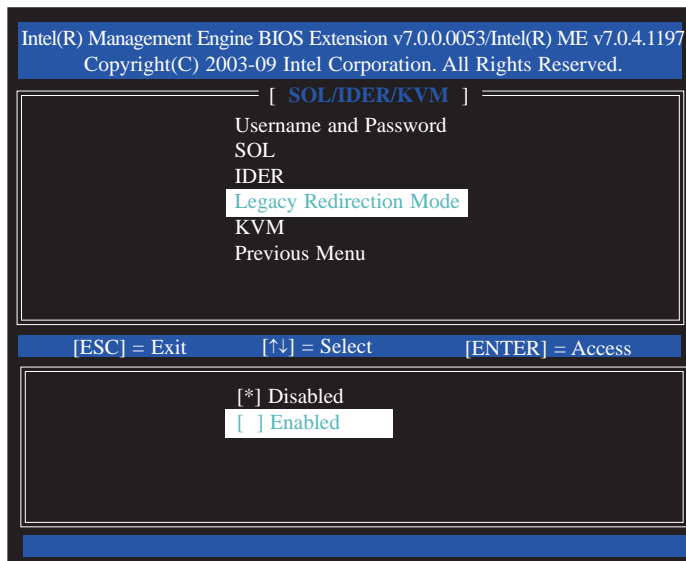 Intel(R) Management Engine BIOS Extension v7.0.0.0053/Intel(R) ME v7.0.4.1197
Copyright(C) 2003-09 Intel Corporation. All Rights Reserved.
[ SOL/IDER/KVM ]
Username and Password
SOL
IDER
Legacy Redirection Mode
KVM
Previous Menu
[ESC] = Exit [↑↓] = Select [ENTER] = Access
[*] Disabled
[ ] Enabled